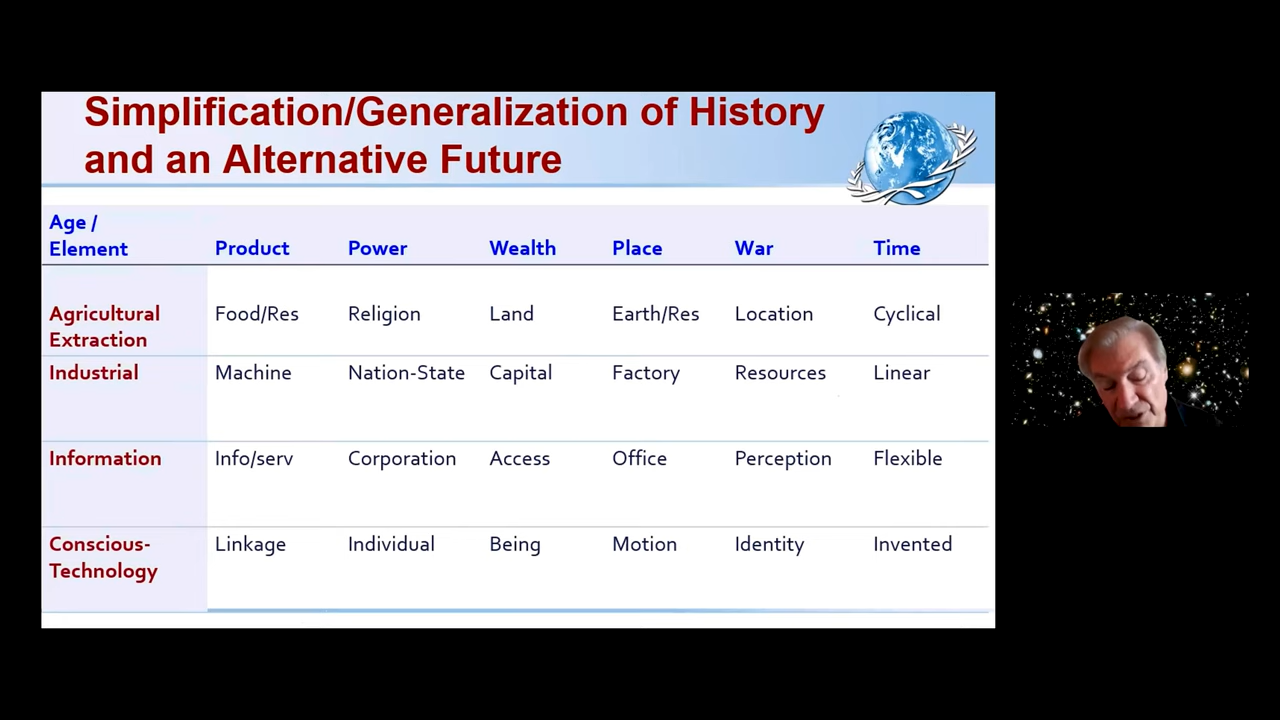 Simplification/Generalization of History
and an Alternative Future
Age /
Element Product Power Wealth Place War Time
Agricultural Food/Res Religion Land Earth/Res Location Cyclical
Extraction
Industrial Machine Nation-State Capital Factory Resources Linear
Information Info/serv Corporation Access Office Perception Flexible
Conscious- Linkage Individual Being Motion Identity Invented
Technology